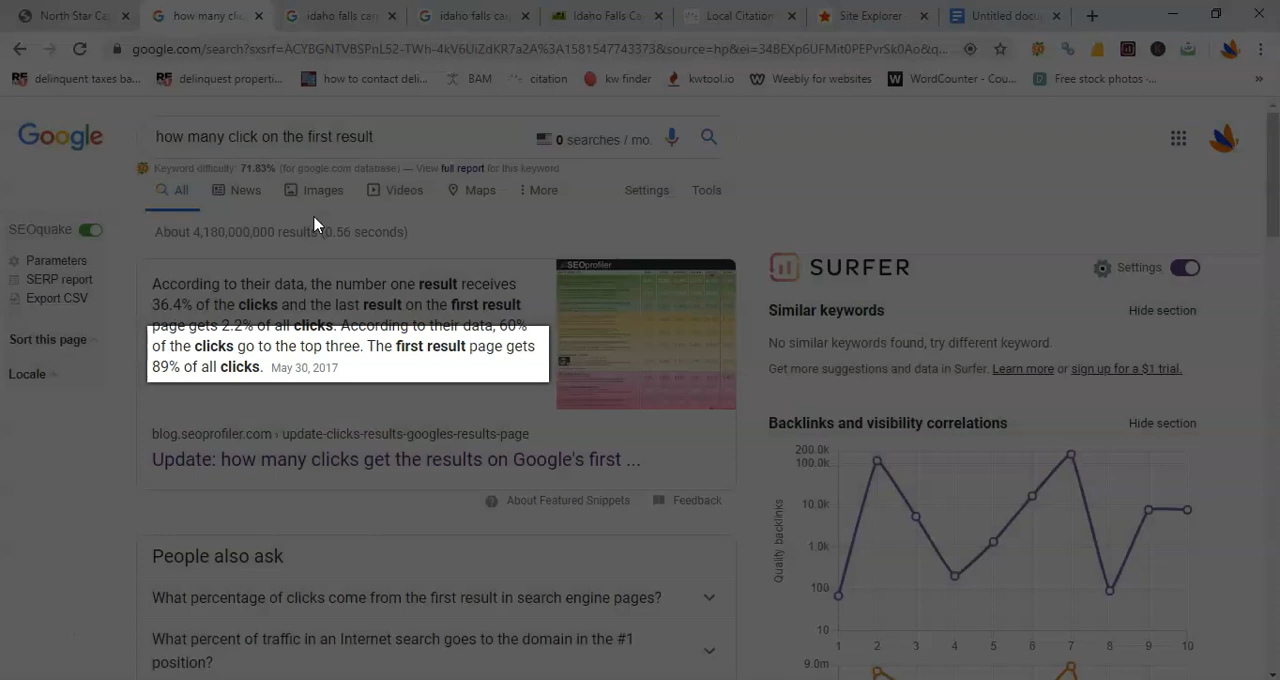 North Star Ca
how many clic
idaho falls car
idaho falls car
Idaho Falls Ca
Local Citation
Site Explorer -
Untitled docu
google.com/search?sxsrf=ACYBGNTVBSPnL52-TWh-4kV6UiZdKR7a2A%3A1581547743373&source=hp&ei=34BEXp6UFMit0PEPvrSk0Ao&q...
RE delinquent taxes ba...
RE delinquest properti...
how to contact deli...
BAM
citation
kw finder
kwtool.io
Weebly for websites
W WordCounter - Cou...
Free stock photos -...
»
Google
how many click on the first result
0 searches / mo.
Keyword difficulty: 71.83% (for google.com database) — View full report for this keyword
All News Images Videos Maps More Settings Tools
SEOquake
About 4,180,000,000 results (0.56 seconds)
Parameters
SERP report
Export CSV
Sort this page
Locale
According to their data, the number one result receives
36.4% of the clicks and the last result on the first result
page gets 2.2% of all clicks. According to their data, 60%
of the clicks go to the top three. The first result page gets
89% of all clicks. May 30, 2017
SEOprofiler
blog.seoprofiler.com › update-clicks-results-googles-results-page
Update: how many clicks get the results on Google's first ...
About Featured Snippets Feedback
People also ask
What percentage of clicks come from the first result in search engine pages?
What percent of traffic in an Internet search goes to the domain in the #1
position?
SURFER
Settings
Similar keywords Hide section
No similar keywords found, try different keyword.
Get more suggestions and data in Surfer. Learn more or sign up for a $1 trial.
Backlinks and visibility correlations Hide section
Quality backlinks
200.0k
100.0k
10.0k
1.0k
100
10
1 2 3 4 5 6 7 8 9 10
9.0m